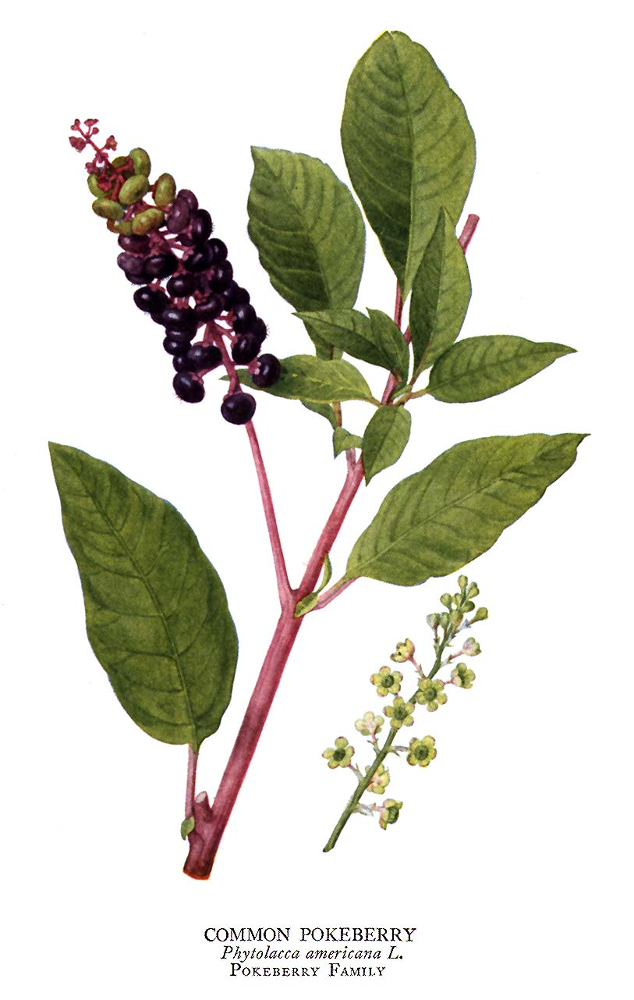 COMMON POKEBERRY
Phytolacca americana L.
POKEBERRY FAMILY